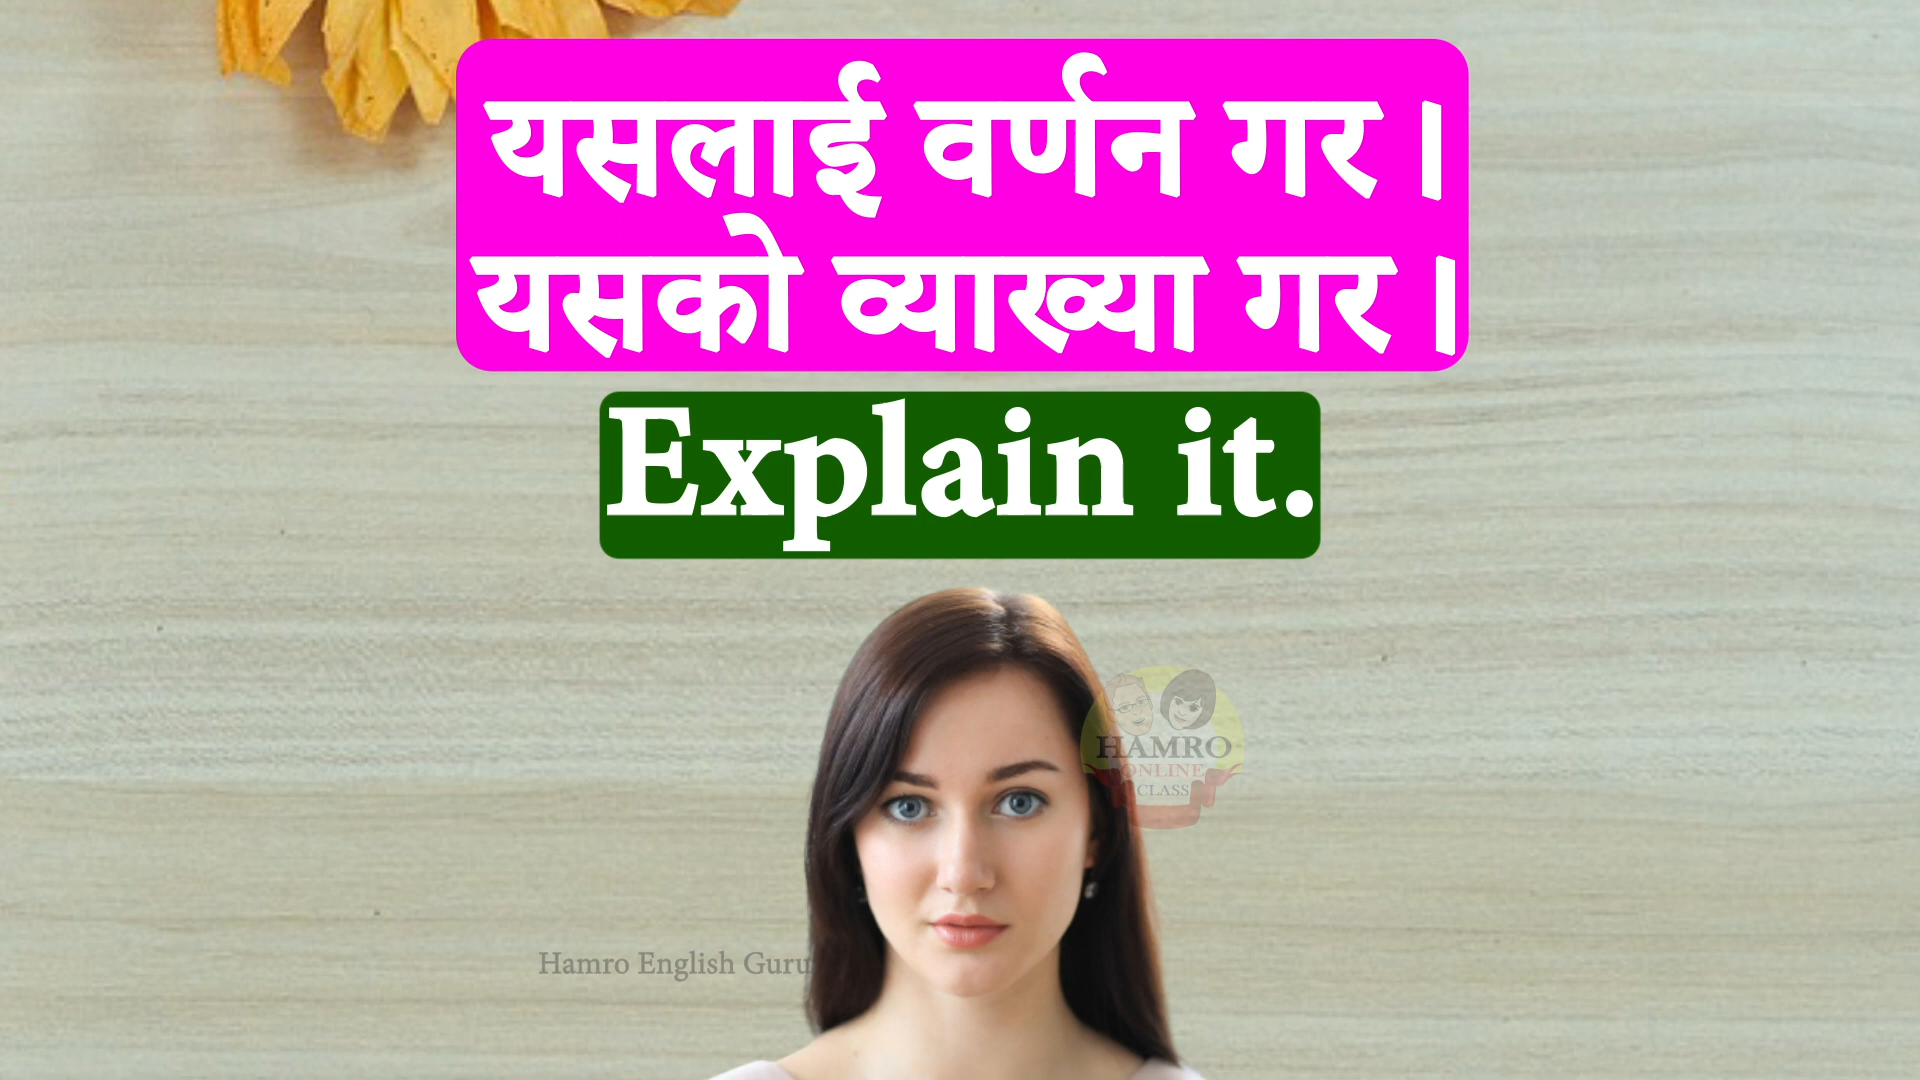 यसलाई वर्णन गर ।
यसको व्याख्या गर ।
Explain it.
HAMRO
ONLINE
CLASS
Hamro English Guru